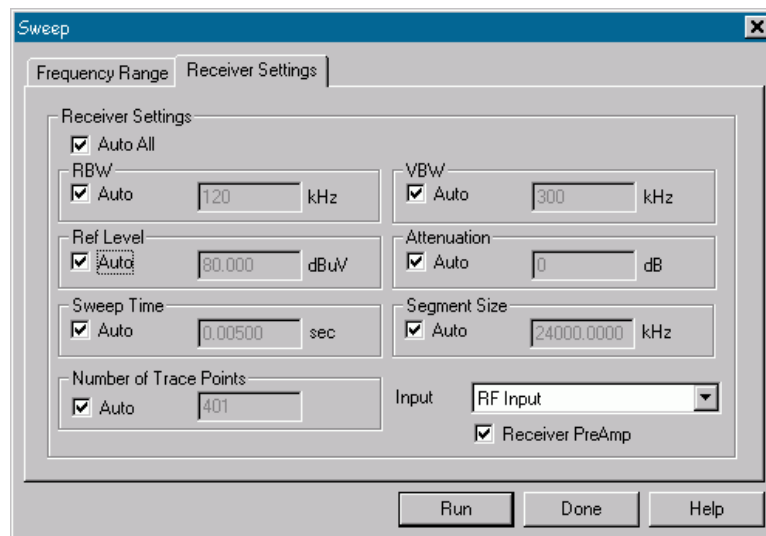 Sweep
Frequency Range
Receiver Settings
Receiver Settings
Auto All
RBW
Auto 120 kHz
VBW
Auto 300 kHz
Ref Level
Auto 80.000 dBuV
Attenuation
Auto 0 dB
Sweep Time
Auto 0.00500 sec
Segment Size
Auto 24000.0000 kHz
Number of Trace Points
Auto 401
Input RF Input
Receiver PreAmp
Run
Done
Help